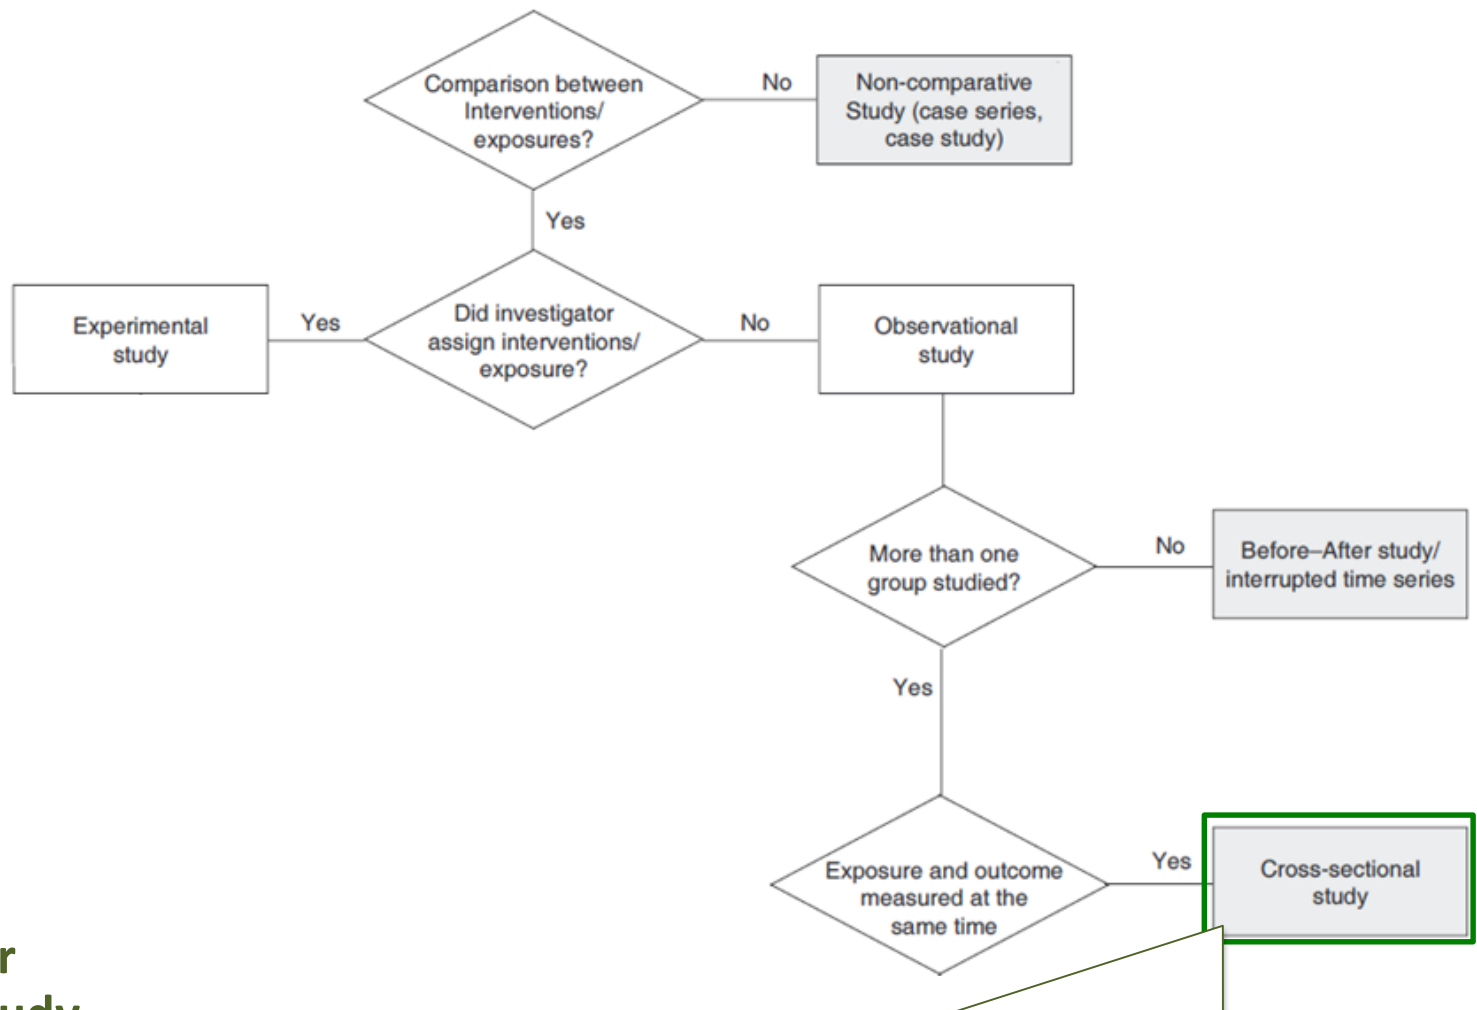 Comparison between
Interventions/
exposures?
No
Non-comparative
Study (case series,
case study)
Yes
Experimental
study
Yes
Did investigator
assign interventions/
exposure?
No
Observational
study
More than one
group studied?
No
Before–After study/
interrupted time series
Yes
Exposure and outcome
measured at the
same time
Yes
Cross-sectional
study